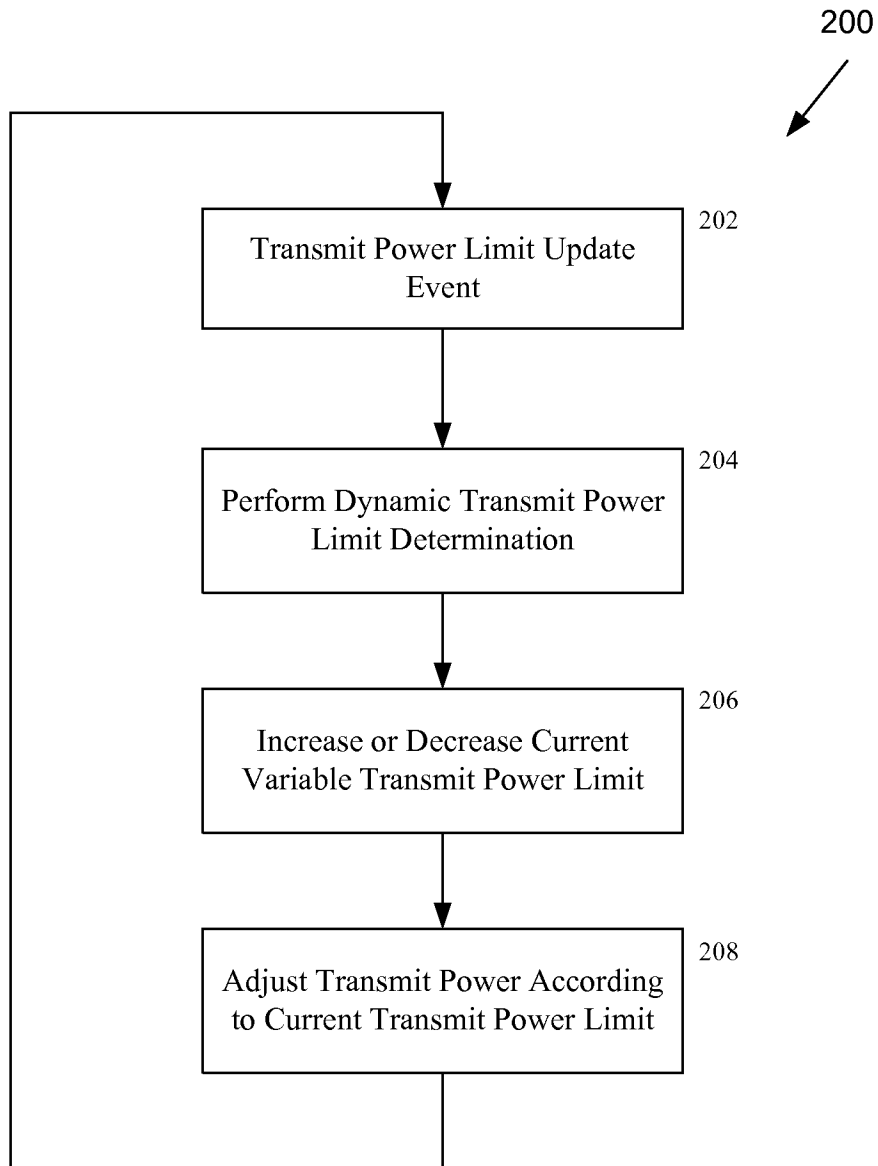 200
202
Transmit Power Limit Update
Event
204
Perform Dynamic Transmit Power
Limit Determination
206
Increase or Decrease Current
Variable Transmit Power Limit
208
Adjust Transmit Power According
to Current Transmit Power Limit